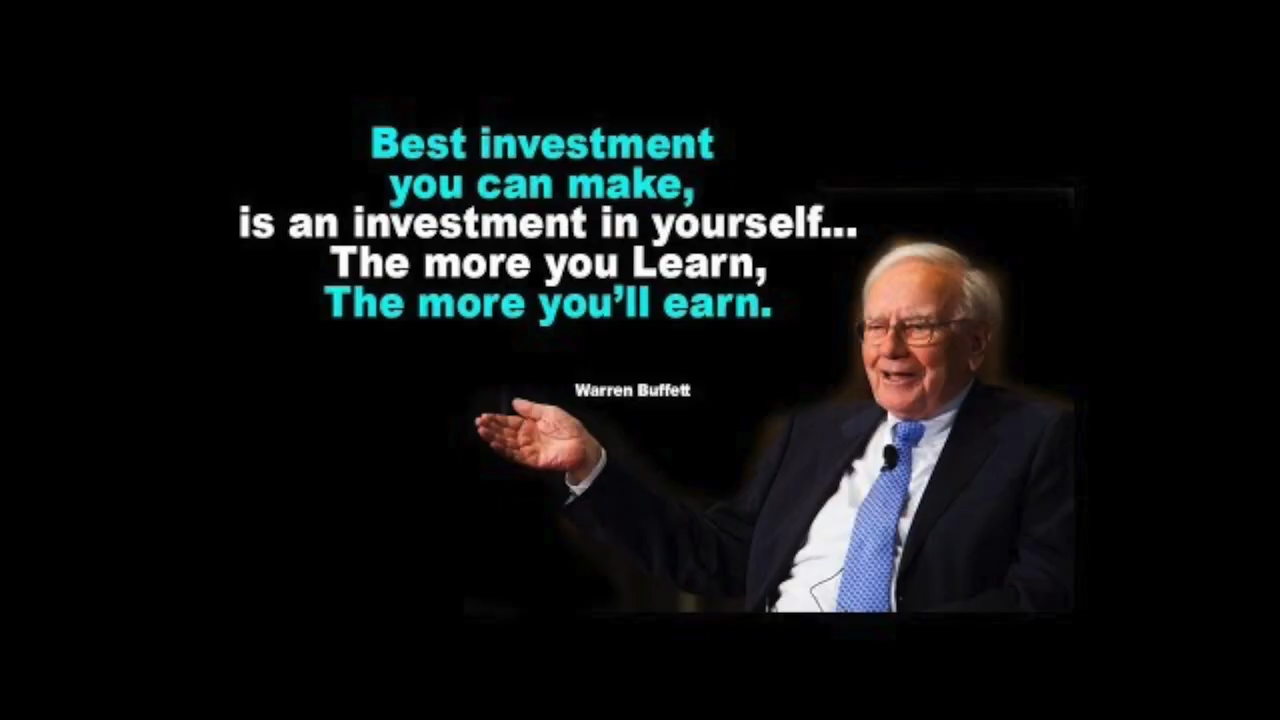 Best investment
you can make,
is an investment in yourself...
The more you Learn,
The more you’ll earn.
Warren Buffett